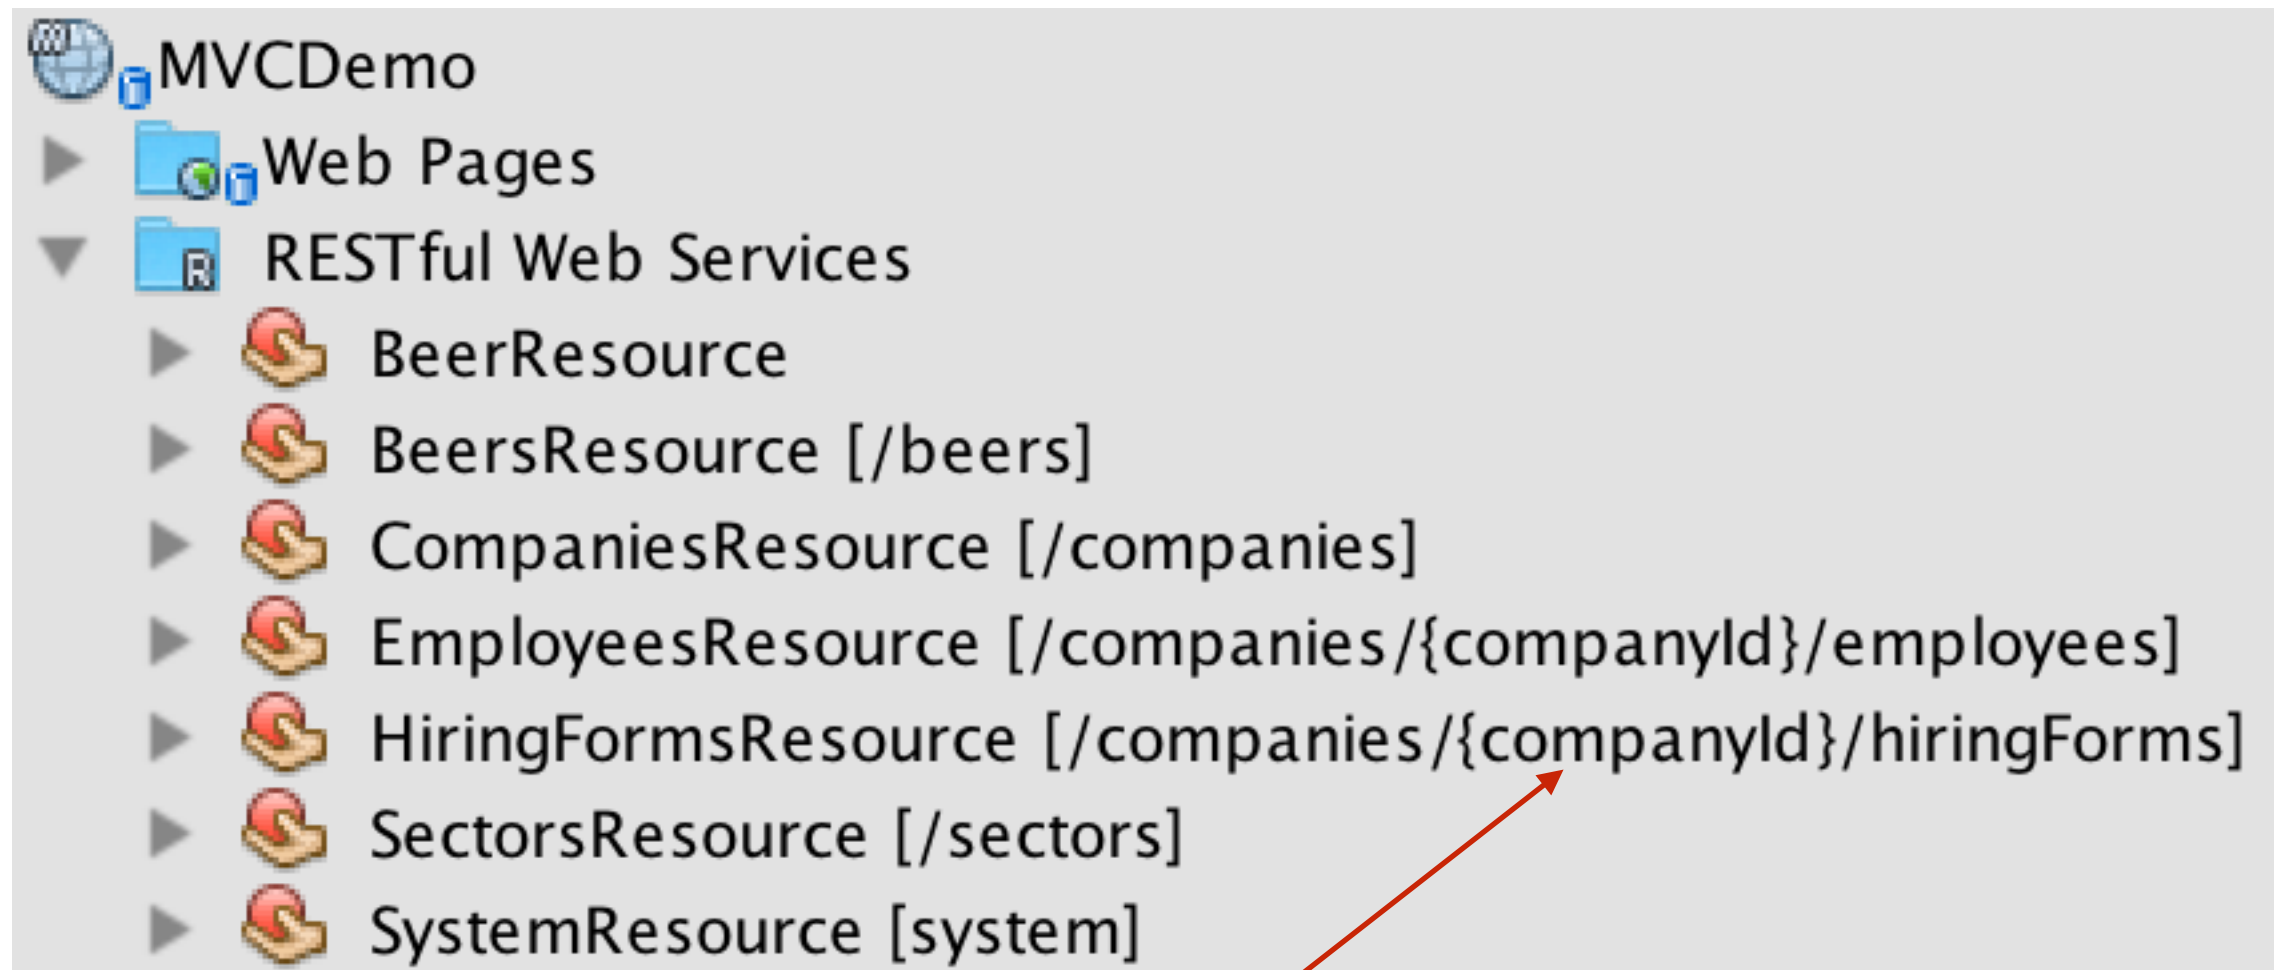 MVCDemo
Web Pages
RESTful Web Services
BeerResource
BeersResource [/beers]
CompaniesResource [/companies]
EmployeesResource [/companies/{companyId}/employees]
HiringFormsResource [/companies/{companyId}/hiringForms]
SectorsResource [/sectors]
SystemResource [system]